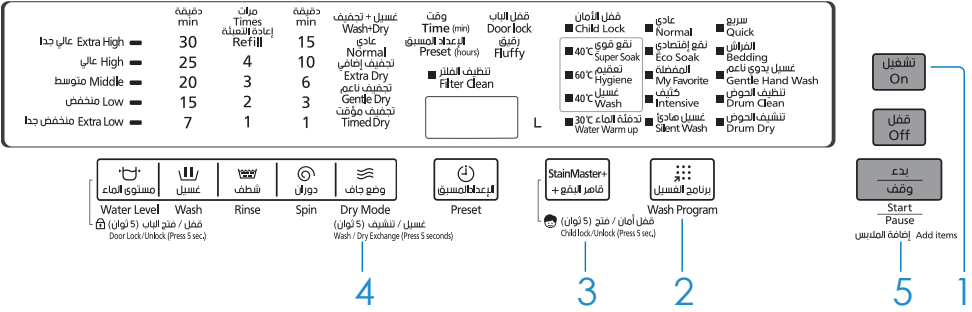 دقيقة
min
مرات
Times
إعادة التعبئة
Refill
دقيقة
min
غسيل + تجفيف
Wash+Dry
عادي
Normal
تجفيف إضافي
Extra Dry
تجفيف ناعم
Gentle Dry
تجفيف مؤقت
Timed Dry
عالي جدا Extra High
عالي High
متوسط Middle
منخفض Low
منخفض جدا Extra Low
30 25 20 15 7
4 3 2 1
15 10 6 3 1
وقت
Time (min)
الإعداد المسبق
Preset (hours)
قفل الباب
Door lock
رقيق
Fluffy
تنظيف الفلتر
Filter Clean
L
قفل الأمان
Child Lock
40℃ نقع قوي
Super Soak
60℃ تعقيم
Hygiene
40℃ غسيل
Wash
30℃ تدفئة الماء
Water Warm up
عادي
Normal
نقع إقتصادي
Eco Soak
المفضلة
My Favorite
كثيف
Intensive
غسيل هادئ
Silent Wash
سريع
Quick
الفراش
Bedding
غسيل يدوي ناعم
Gentle Hand Wash
تنظيف الحوض
Drum Clean
تنشيف الحوض
Drum Dry
تشغيل
On
قفل
Off
بدء
وقف
Start
Pause
إضافة الملابس Add items
مستوى الماء
غسيل
شطف
دوران
وضع جاف
Water Level
Wash
Rinse
Spin
Dry Mode
قفل / فتح الباب (5 ثوان)
Door Lock/Unlock (Press 5 sec.)
غسيل / تنشيف (5 ثوان)
Wash / Dry Exchange (Press 5 seconds)
الإعدادالمسبق
Preset
StainMaster+
قاهر البقع+
برنامج الغسيل
Wash Program
قفل أمان / فتح (5 ثوان)
Child lock/Unlock (Press 5 sec.)
4
3
2
5
1